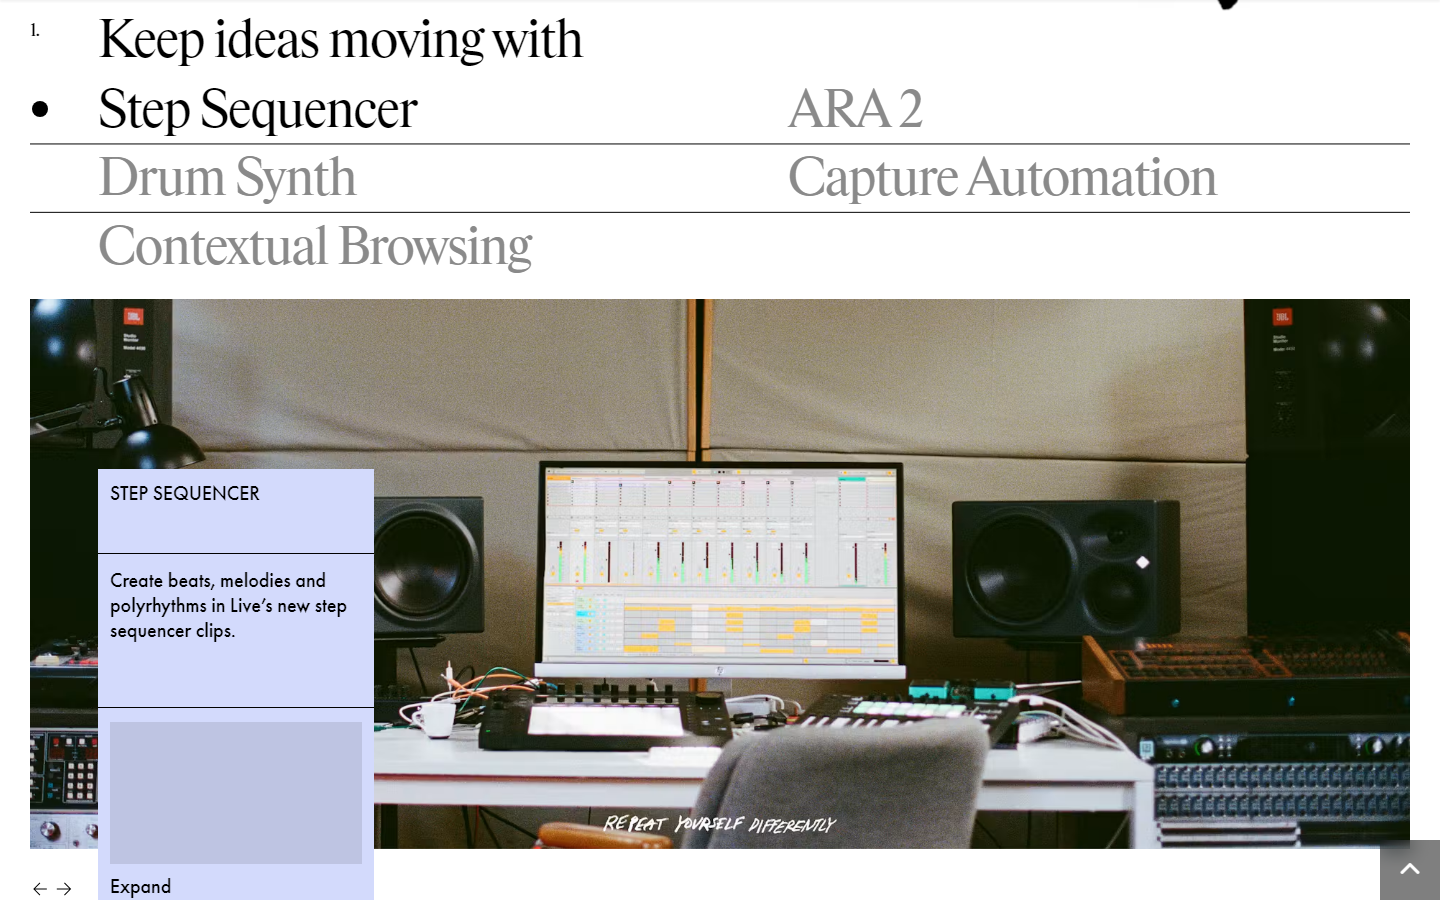 1.
Keep ideas moving with
Step Sequencer
ARA 2
Drum Synth
Capture Automation
Contextual Browsing
JBL
JBL
STEP SEQUENCER
Create beats, melodies and
polyrhythms in Live’s new step
sequencer clips.
REPEAT YOURSELF DIFFERENTLY
Expand